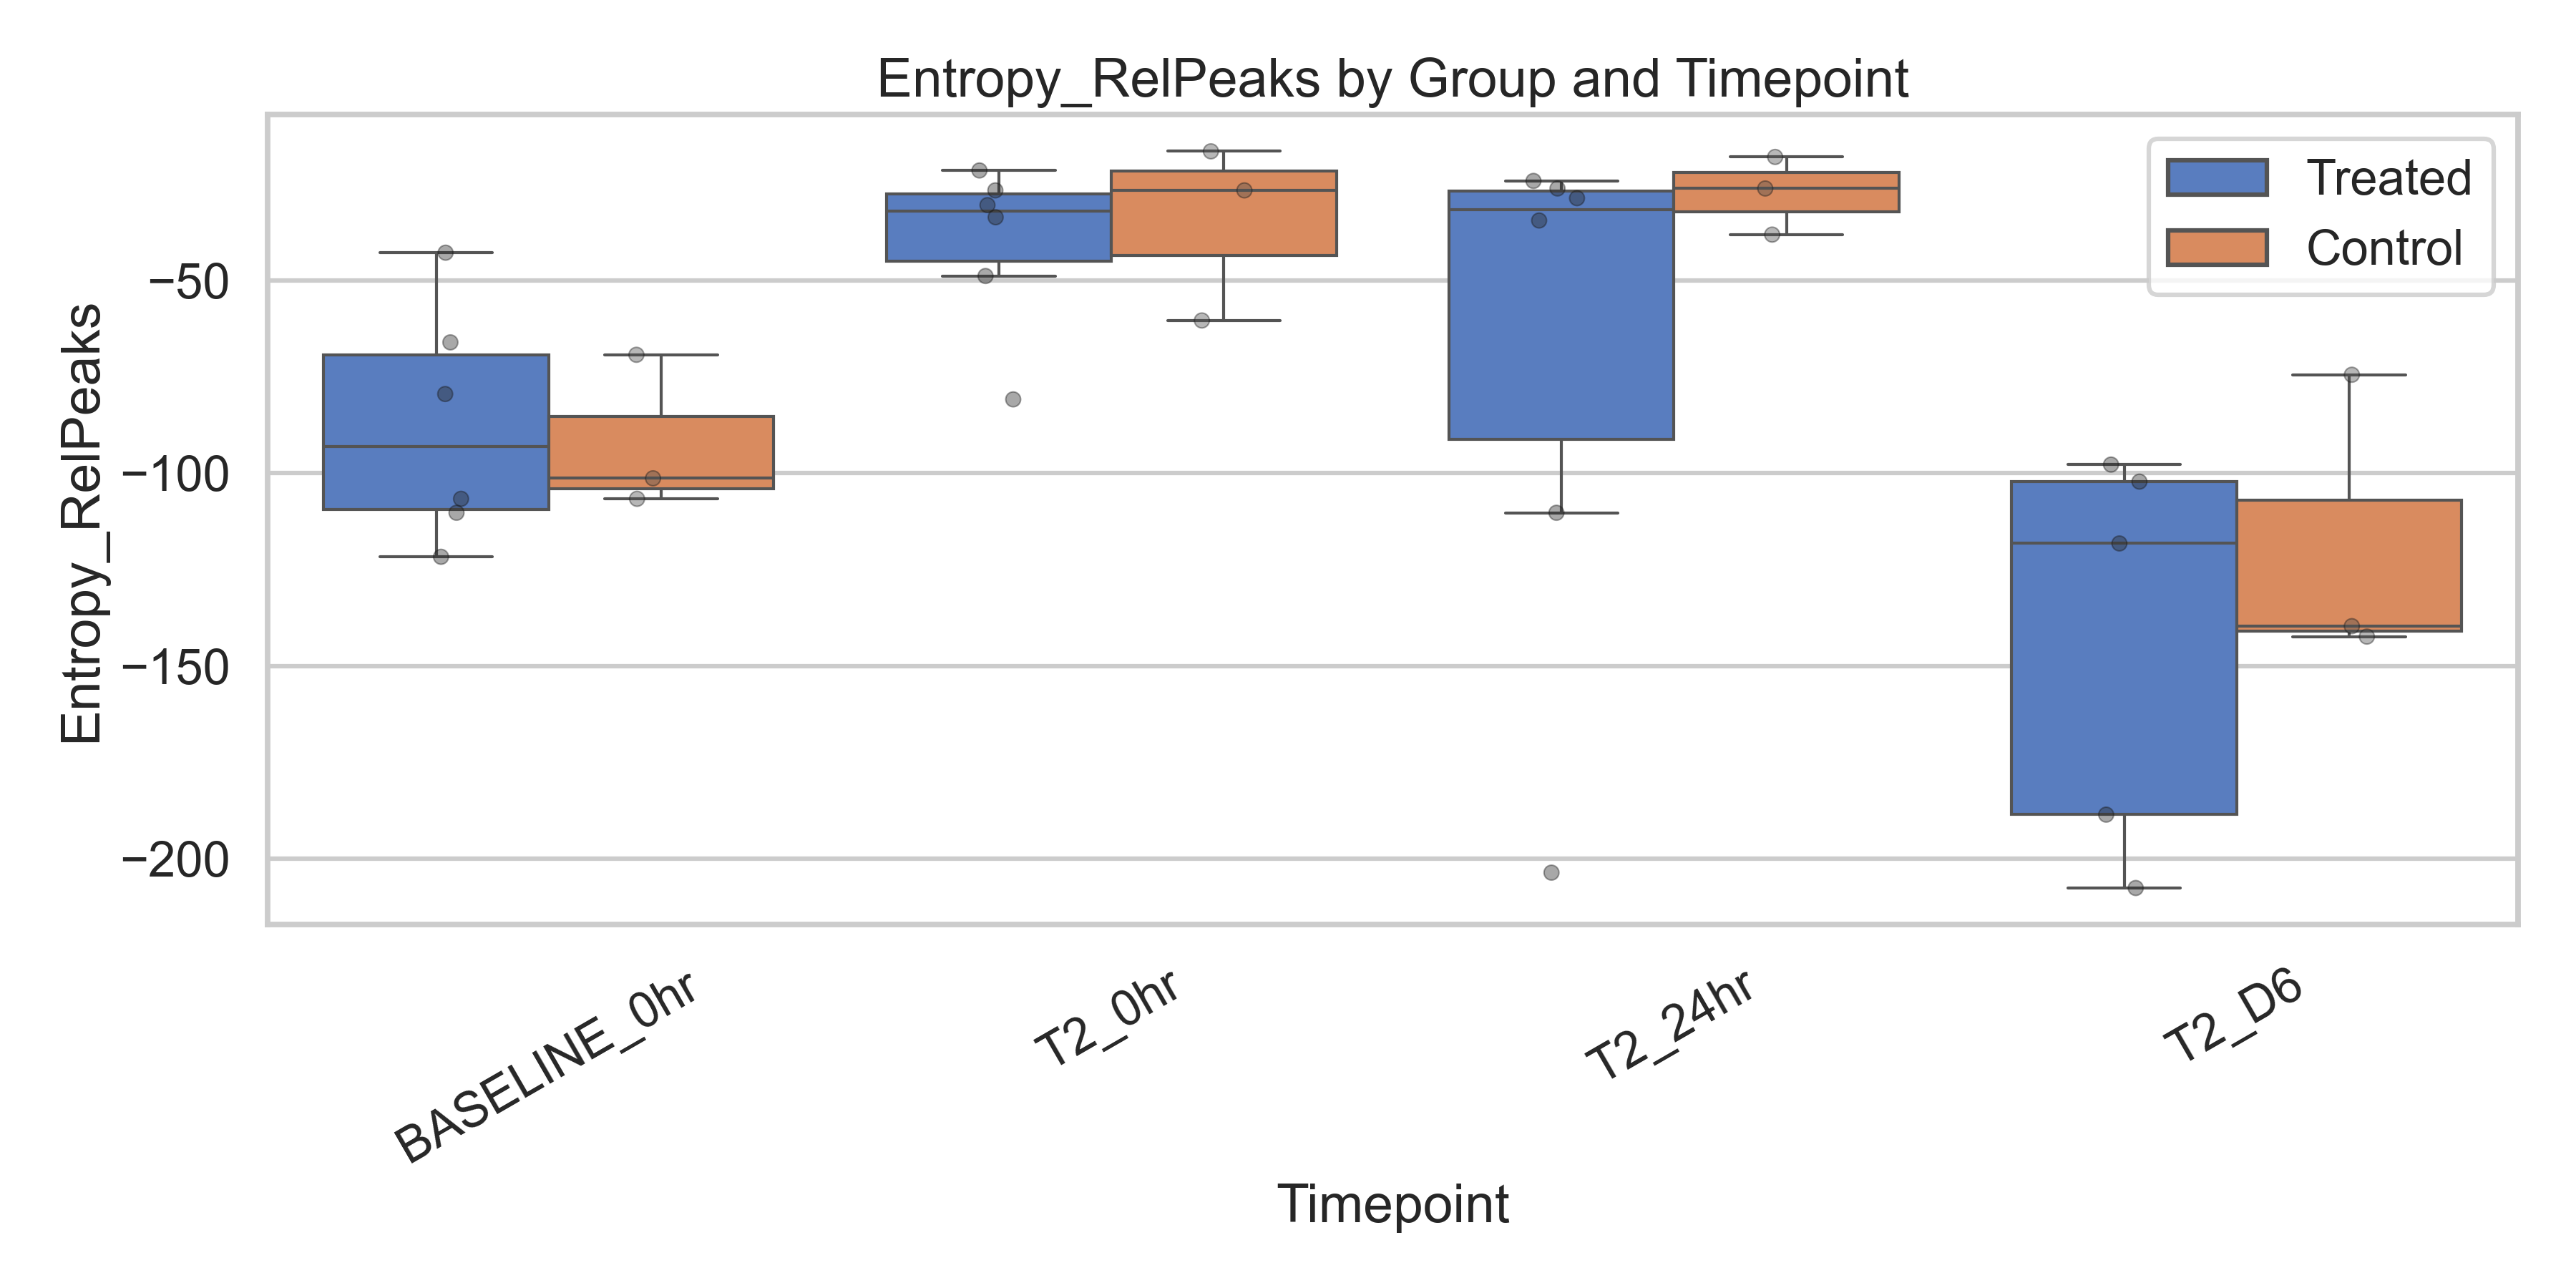 Entropy_RelPeaks by Group and Timepoint
Treated
Control
Entropy_RelPeaks
−50
−100
−150
−200
BASELINE_0hr
T2_0hr
T2_24hr
T2_D6
Timepoint